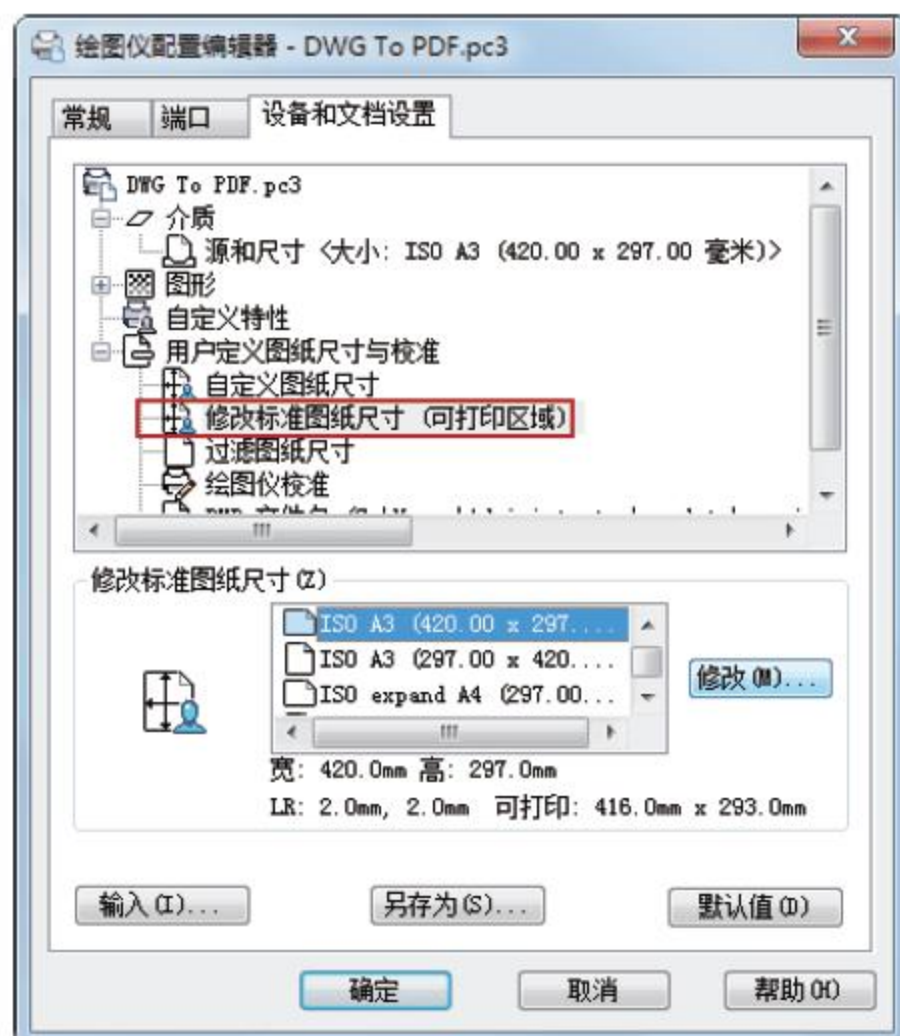 绘图仪配置编辑器 - DWG To PDF.pc3
常规 端口 设备和文档设置
DWG To PDF.pc3
介质
源和尺寸 <大小: ISO A3 (420.00 x 297.00 毫米)>
图形
自定义特性
用户定义图纸尺寸与校准
自定义图纸尺寸
修改标准图纸尺寸 (可打印区域)
过滤图纸尺寸
绘图仪校准
修改标准图纸尺寸(Z)
ISO A3 (420.00 x 297....
ISO A3 (297.00 x 420....
ISO expand A4 (297.00...
修改(M)...
宽: 420.0mm 高: 297.0mm
LR: 2.0mm, 2.0mm 可打印: 416.0mm x 293.0mm
输入(I)... 另存为(S)... 默认值(D)
确定 取消 帮助(H)